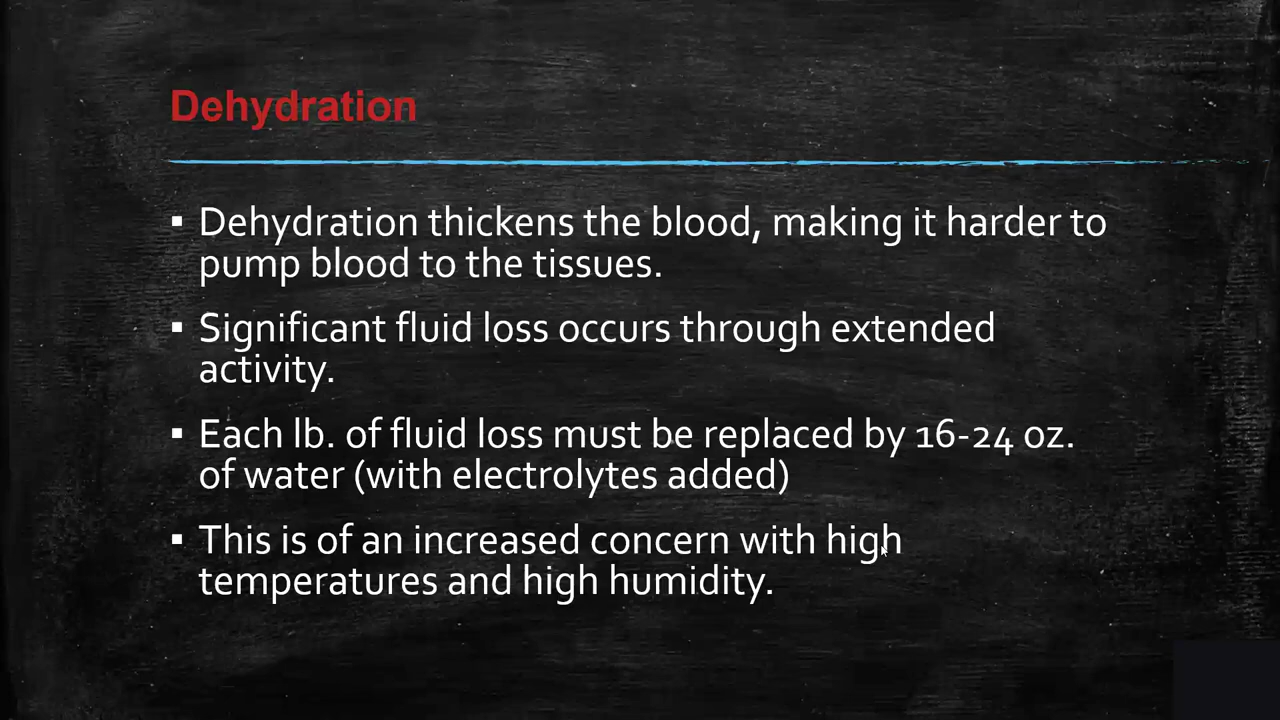 Dehydration
▪ Dehydration thickens the blood, making it harder to
pump blood to the tissues.
▪ Significant fluid loss occurs through extended
activity.
▪ Each lb. of fluid loss must be replaced by 16-24 oz.
of water (with electrolytes added)
▪ This is of an increased concern with high
temperatures and high humidity.